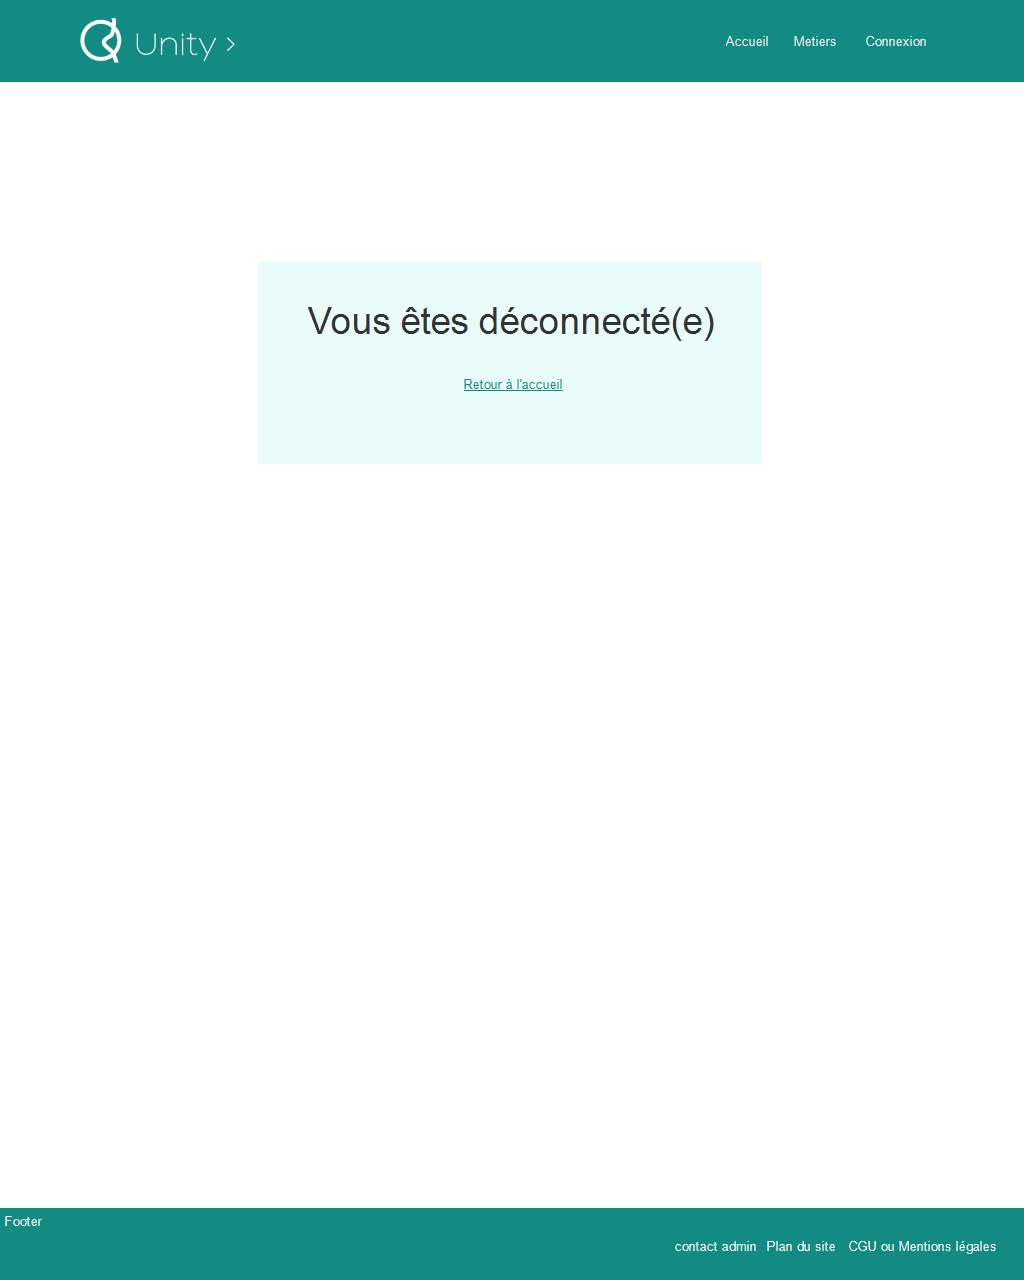 Unity >
Accueil Metiers Connexion
Vous êtes déconnecté(e)
Retour à l'accueil
Footer
contact admin Plan du site CGU ou Mentions légales